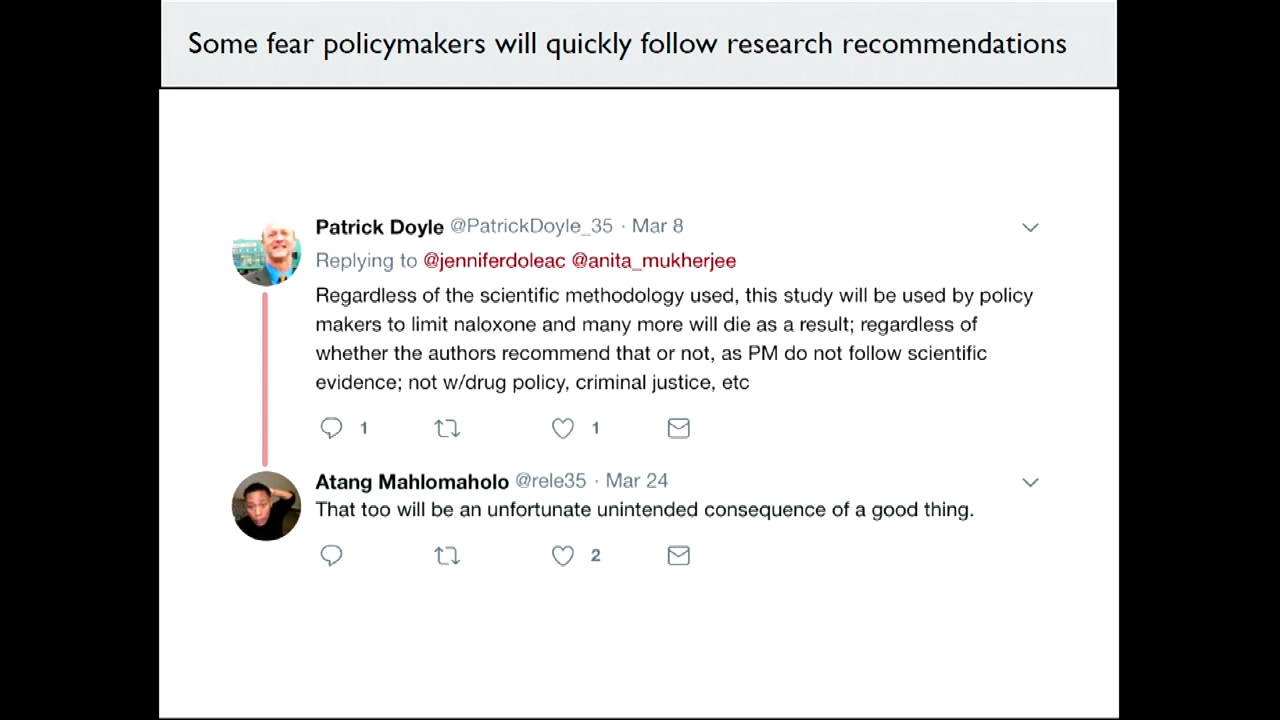 Some fear policymakers will quickly follow research recommendations
Patrick Doyle @PatrickDoyle_35 · Mar 8
Replying to @jenniferdoleac @anita_mukherjee
Regardless of the scientific methodology used, this study will be used by policy
makers to limit naloxone and many more will die as a result; regardless of
whether the authors recommend that or not, as PM do not follow scientific
evidence; not w/drug policy, criminal justice, etc
1 1
Atang Mahlomaholo @rele35 · Mar 24
That too will be an unfortunate unintended consequence of a good thing.
2